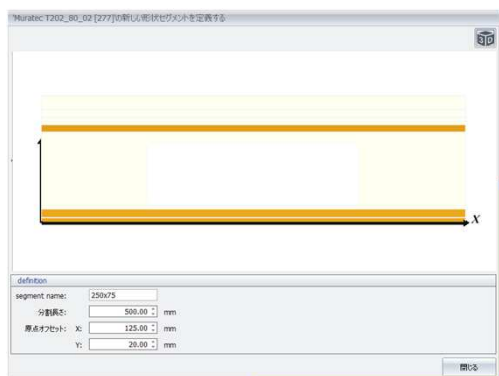 'Muratec T202_80_02 [277]の新しい形状セグメントを定義する
3D
X
definition
segment name: 250x75
分割長さ: 500.00 mm
原点オフセット: X: 125.00 mm
Y: 20.00 mm
閉じる